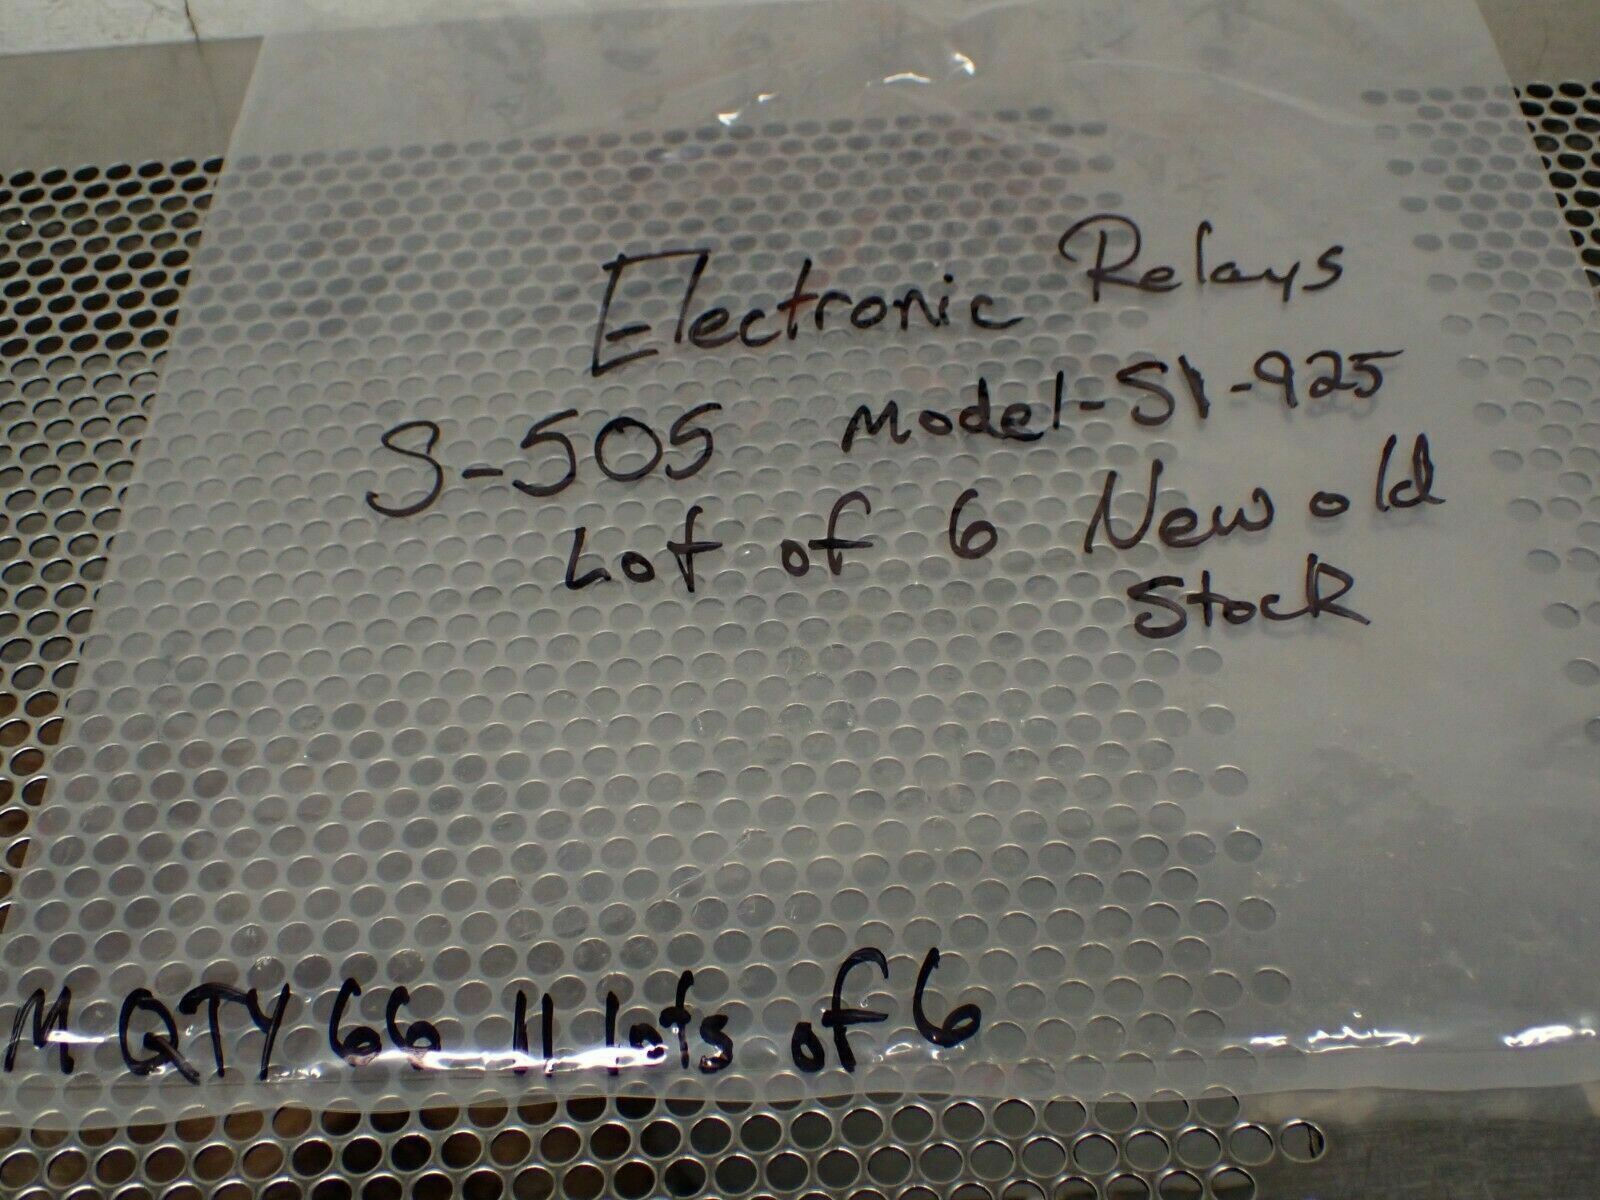 Electronic Relays
S-505 Model-S1-925
Lot of 6 New old
Stock
M QTY 66 11 lots of 6